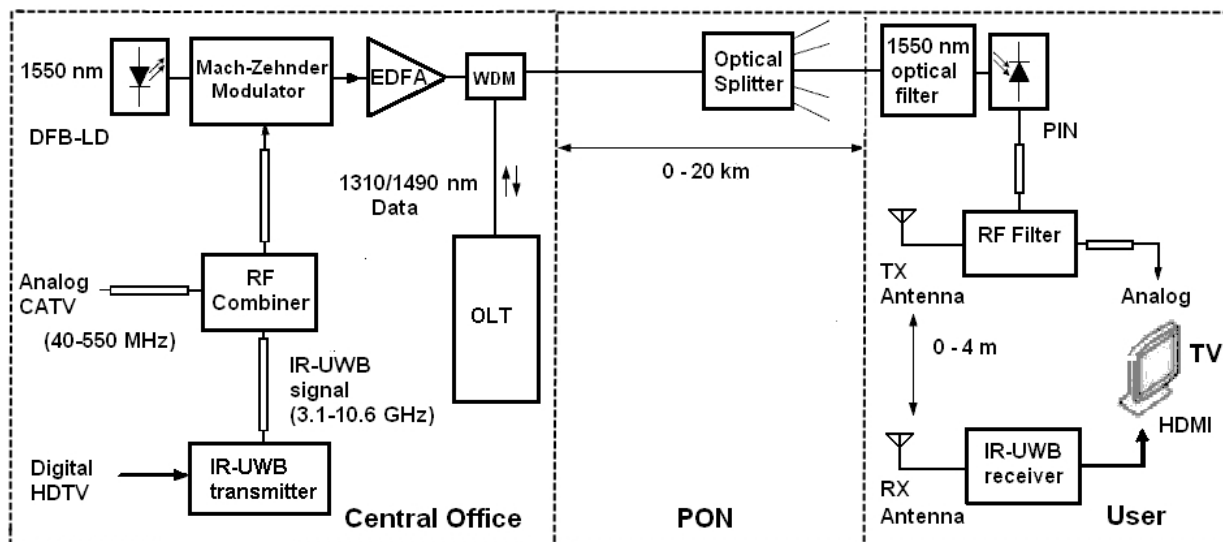 1550 nm
DFB-LD
Mach-Zehnder
Modulator
EDFA
WDM
1310/1490 nm
Data
OLT
Analog
CATV
(40-550 MHz)
RF
Combiner
IR-UWB
signal
(3.1-10.6 GHz)
Digital
HDTV
IR-UWB
transmitter
Central Office
Optical
Splitter
0 - 20 km
PON
1550 nm
optical
filter
PIN
RF Filter
TX
Antenna
Analog
0 - 4 m
TV
HDMI
RX
Antenna
IR-UWB
receiver
User